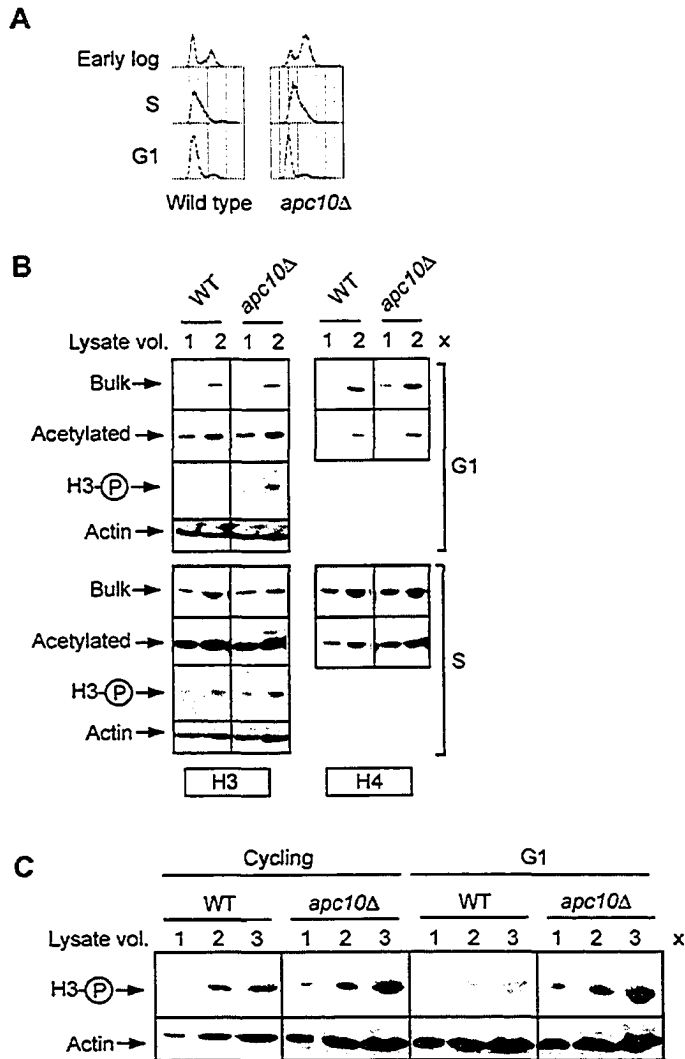 A
Early log
S
G1
Wild type apc10Δ
B
WT apc10Δ WT apc10Δ
Lysate vol. 1 2 1 2 1 2 1 2 x
Bulk
Acetylated
H3-P
Actin
G1
Bulk
Acetylated
H3-P
Actin
S
H3 H4
C
Cycling G1
WT apc10Δ WT apc10Δ
Lysate vol. 1 2 3 1 2 3 1 2 3 1 2 3 x
H3-P
Actin